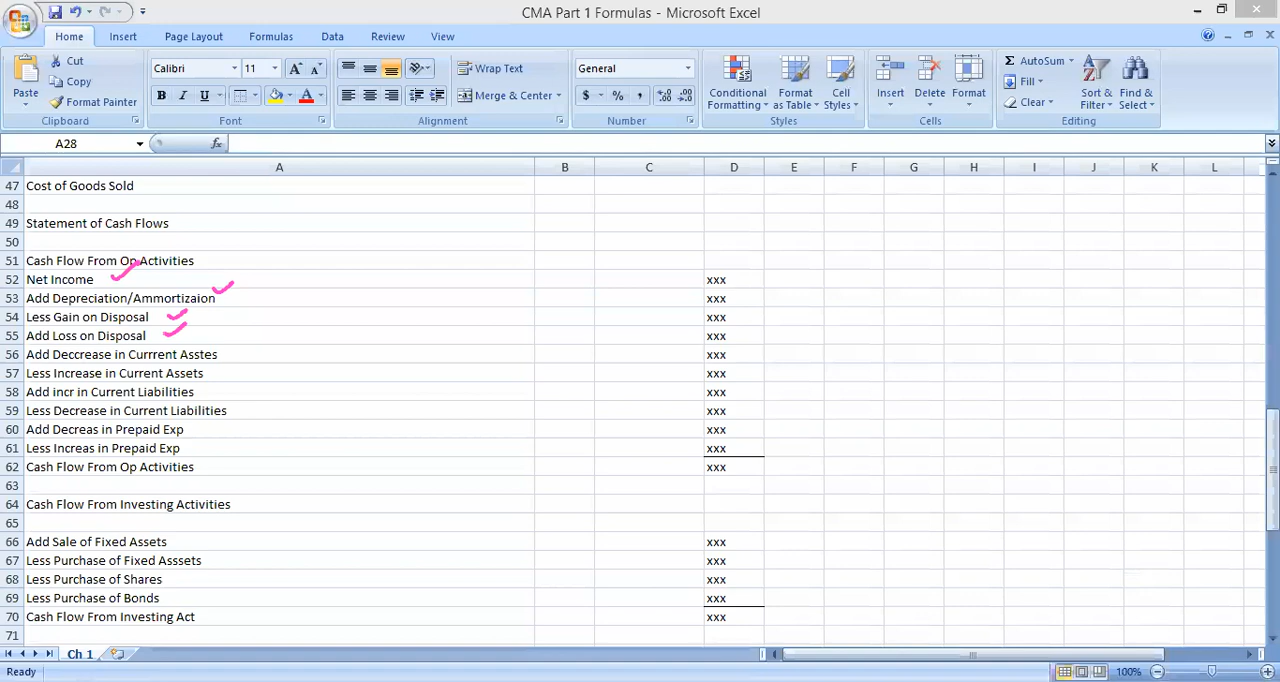 CMA Part 1 Formulas - Microsoft Excel
Home Insert Page Layout Formulas Data Review View
Paste
Cut
Copy
Format Painter
Clipboard
Calibri 11
B I U
Font
Wrap Text
Merge & Center
Alignment
General
$ % ,
Number
Conditional Formatting
Format as Table
Cell Styles
Styles
Insert Delete Format
Cells
Σ AutoSum
Fill
Clear
Sort & Filter
Find & Select
Editing
A28 fx
A B C D E F G H I J K L
47 Cost of Goods Sold
48
49 Statement of Cash Flows
50
51 Cash Flow From Op Activities
52 Net Income xxx
53 Add Depreciation/Ammortizaion xxx
54 Less Gain on Disposal xxx
55 Add Loss on Disposal xxx
56 Add Deccrease in Currrent Asstes xxx
57 Less Increase in Current Assets xxx
58 Add incr in Current Liabilities xxx
59 Less Decrease in Current Liabilities xxx
60 Add Decreas in Prepaid Exp xxx
61 Less Increas in Prepaid Exp xxx
62 Cash Flow From Op Activities xxx
63
64 Cash Flow From Investing Activities
65
66 Add Sale of Fixed Assets xxx
67 Less Purchase of Fixed Asssets xxx
68 Less Purchase of Shares xxx
69 Less Purchase of Bonds xxx
70 Cash Flow From Investing Act xxx
71
Ch 1
Ready 100%